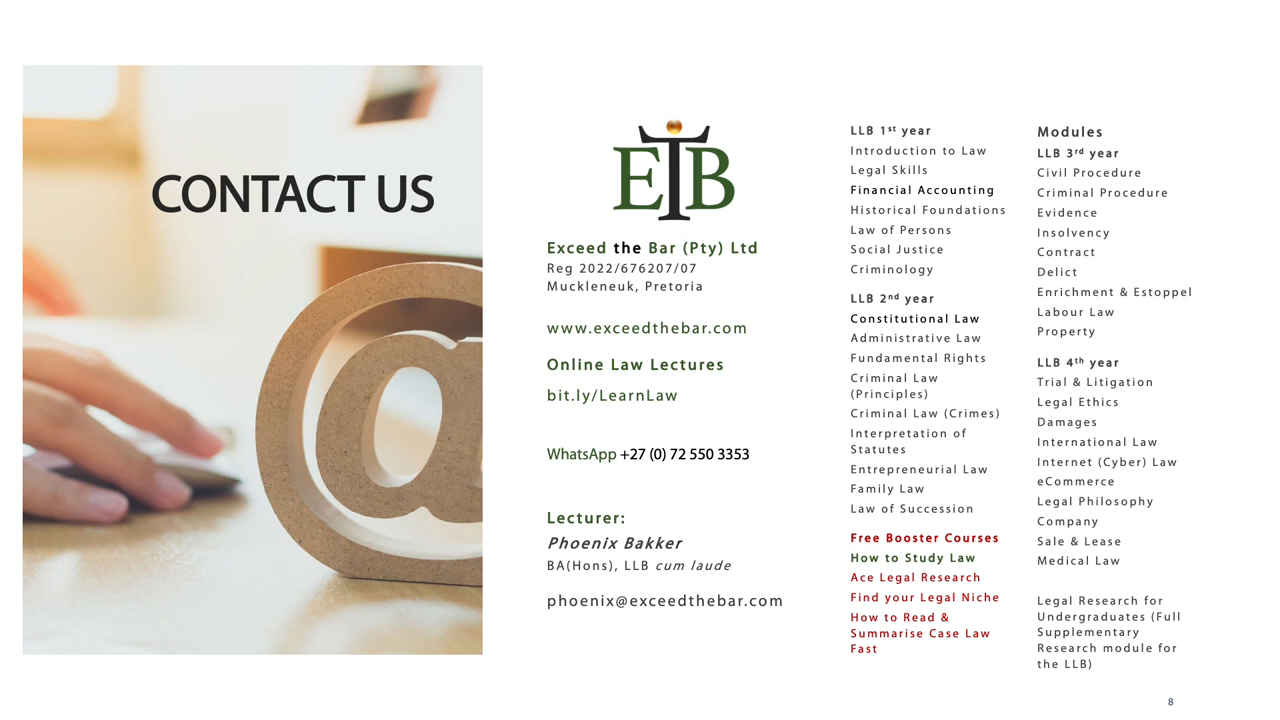 CONTACT US
ETB
Exceed the Bar (Pty) Ltd
Reg 2022/676207/07
Muckleneuk, Pretoria
www.exceedthebar.com
Online Law Lectures
bit.ly/LearnLaw
WhatsApp +27 (0) 72 550 3353
Lecturer:
Phoenix Bakker
BA(Hons), LLB cum laude
phoenix@exceedthebar.com
LLB 1st year
Introduction to Law
Legal Skills
Financial Accounting
Historical Foundations
Law of Persons
Social Justice
Criminology
LLB 2nd year
Constitutional Law
Administrative Law
Fundamental Rights
Criminal Law
(Principles)
Criminal Law (Crimes)
Interpretation of
Statutes
Entrepreneurial Law
Family Law
Law of Succession
Free Booster Courses
How to Study Law
Ace Legal Research
Find your Legal Niche
How to Read &
Summarise Case Law
Fast
Modules
LLB 3rd year
Civil Procedure
Criminal Procedure
Evidence
Insolvency
Contract
Delict
Enrichment & Estoppel
Labour Law
Property
LLB 4th year
Trial & Litigation
Legal Ethics
Damages
International Law
Internet (Cyber) Law
eCommerce
Legal Philosophy
Company
Sale & Lease
Medical Law
Legal Research for
Undergraduates (Full
Supplementary
Research module for
the LLB)
8